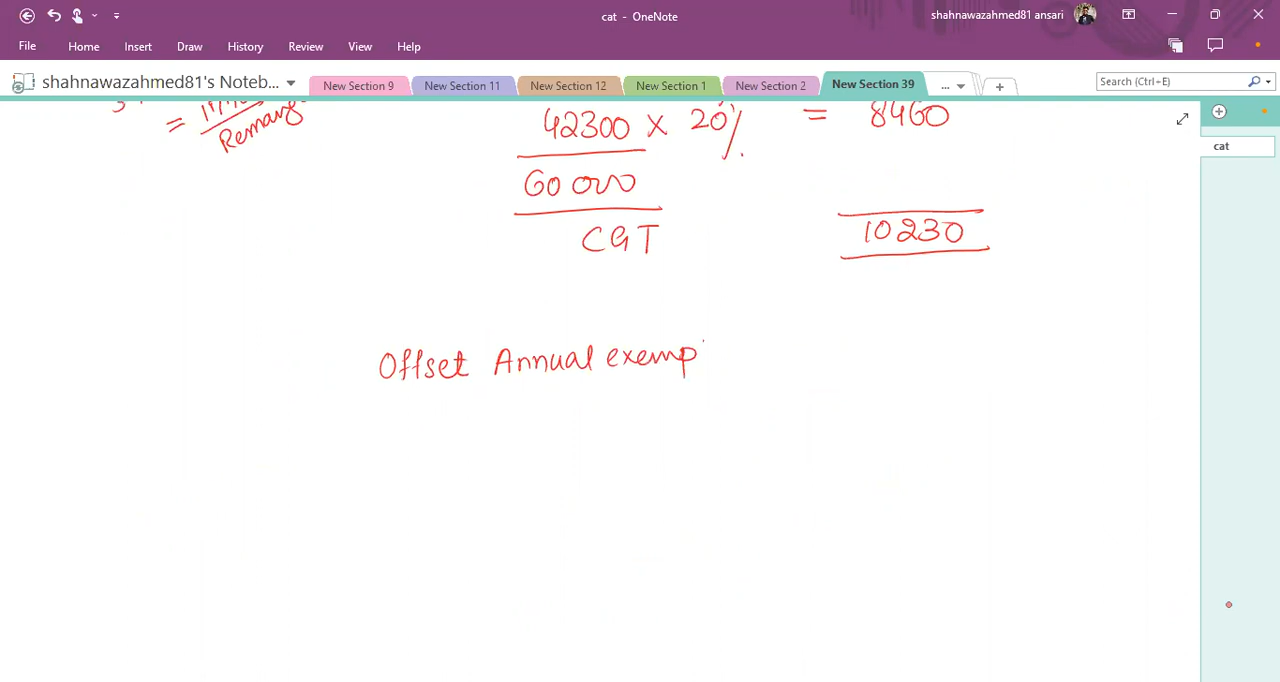 cat - OneNote
shahnawazahmed81 ansari
File Home Insert Draw History Review View Help
shahnawazahmed81's Noteb... New Section 9 New Section 11 New Section 12 New Section 1 New Section 2 New Section 39 ... Search (Ctrl+E)
cat
42300 x 20% = 8460
=
60000
CGT 10230
Offset Annual exemp